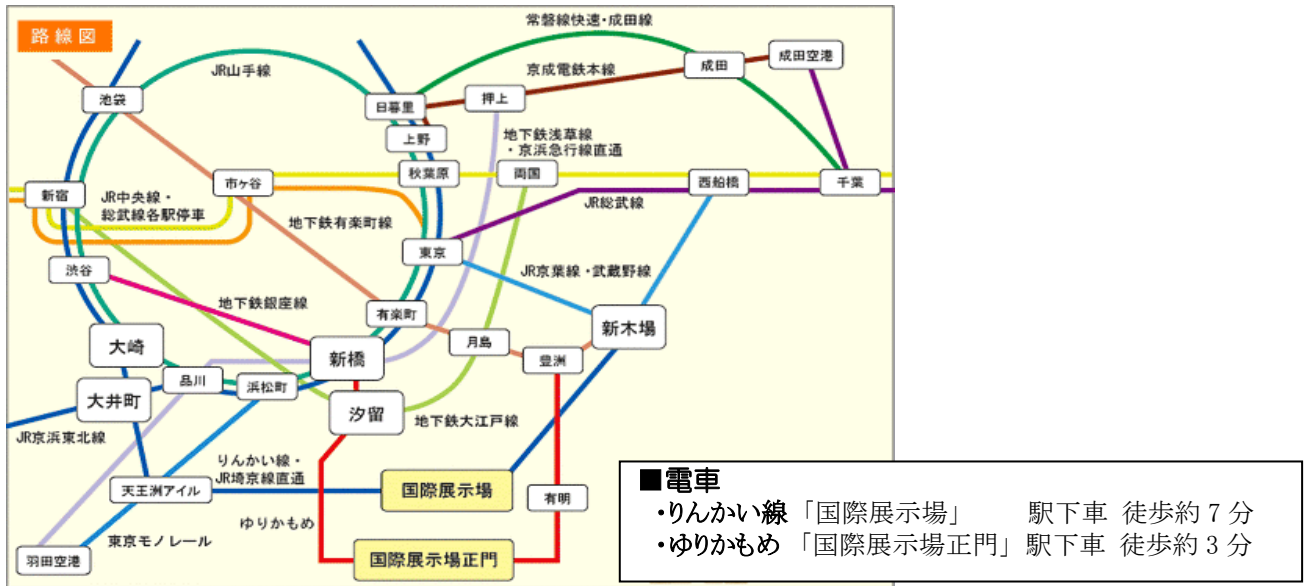 路線図
常磐線快速・成田線
成田空港
JR山手線
京成電鉄本線
成田
池袋
日暮里
押上
上野
地下鉄浅草線
・京浜急行線直通
新宿
JR中央線・
総武線各駅停車
市ヶ谷
秋葉原
両国
西船橋
千葉
JR総武線
地下鉄有楽町線
東京
渋谷
JR京葉線・武蔵野線
地下鉄銀座線
有楽町
新木場
大崎
新橋
月島
豊洲
品川
浜松町
大井町
汐留
地下鉄大江戸線
JR京浜東北線
りんかい線・
JR埼京線直通
天王洲アイル
国際展示場
有明
ゆりかもめ
東京モノレール
羽田空港
国際展示場正門
■電車
・りんかい線「国際展示場」 駅下車 徒歩約7分
・ゆりかもめ 「国際展示場正門」駅下車 徒歩約3分